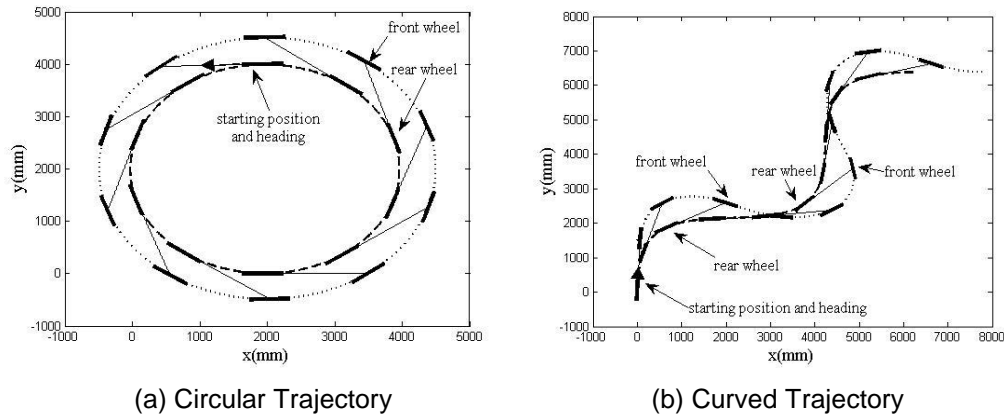 5000
4000
3000
2000
1000
0
-1000
y(mm)
-1000 0 1000 2000 3000 4000 5000
x(mm)
front wheel
rear wheel
starting position
and heading
(a) Circular Trajectory
8000
7000
6000
5000
4000
3000
2000
1000
0
-1000
y(mm)
-1000 0 1000 2000 3000 4000 5000 6000 7000 8000
x(mm)
front wheel
rear wheel
front wheel
rear wheel
starting position and heading
(b) Curved Trajectory